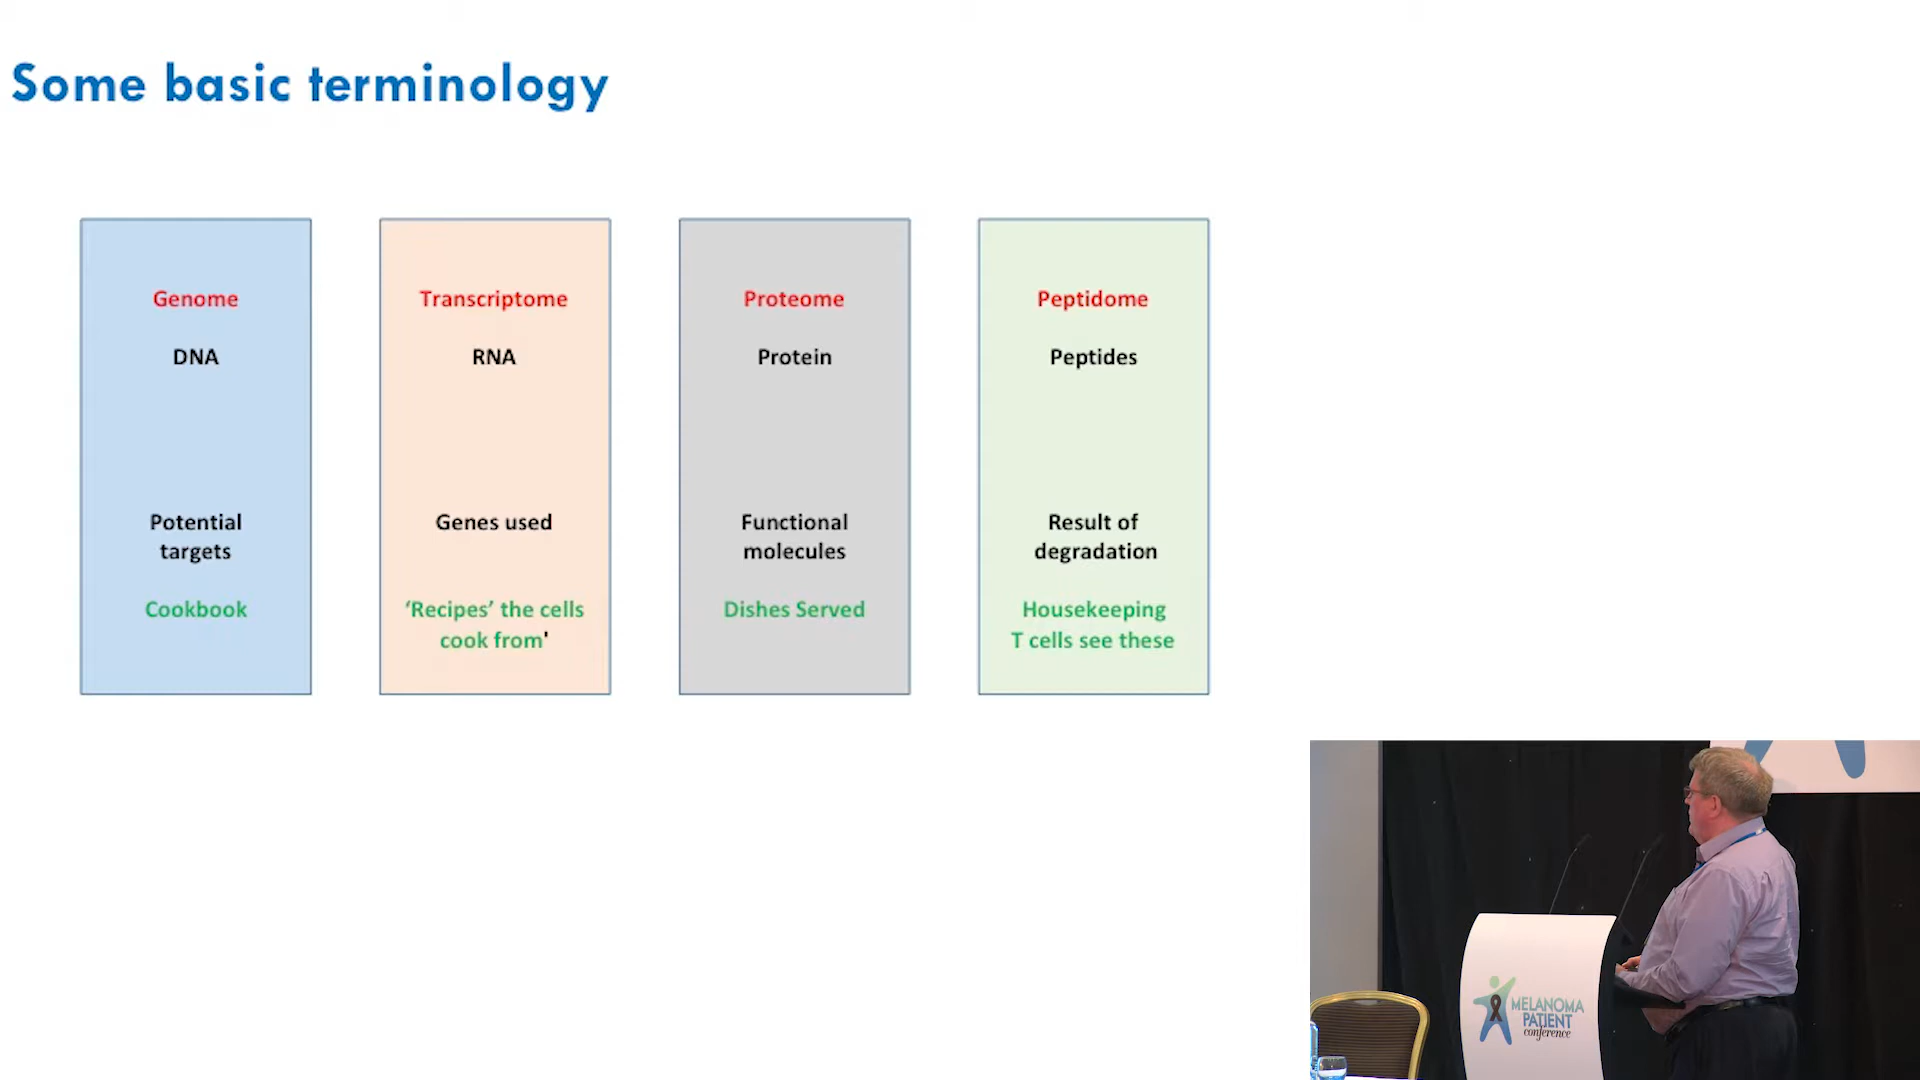 Some basic terminology
Genome
DNA
Potential
targets
Cookbook
Transcriptome
RNA
Genes used
‘Recipes’ the cells
cook from'
Proteome
Protein
Functional
molecules
Dishes Served
Peptidome
Peptides
Result of
degradation
Housekeeping
T cells see these
MELANOMA
PATIENT
conference